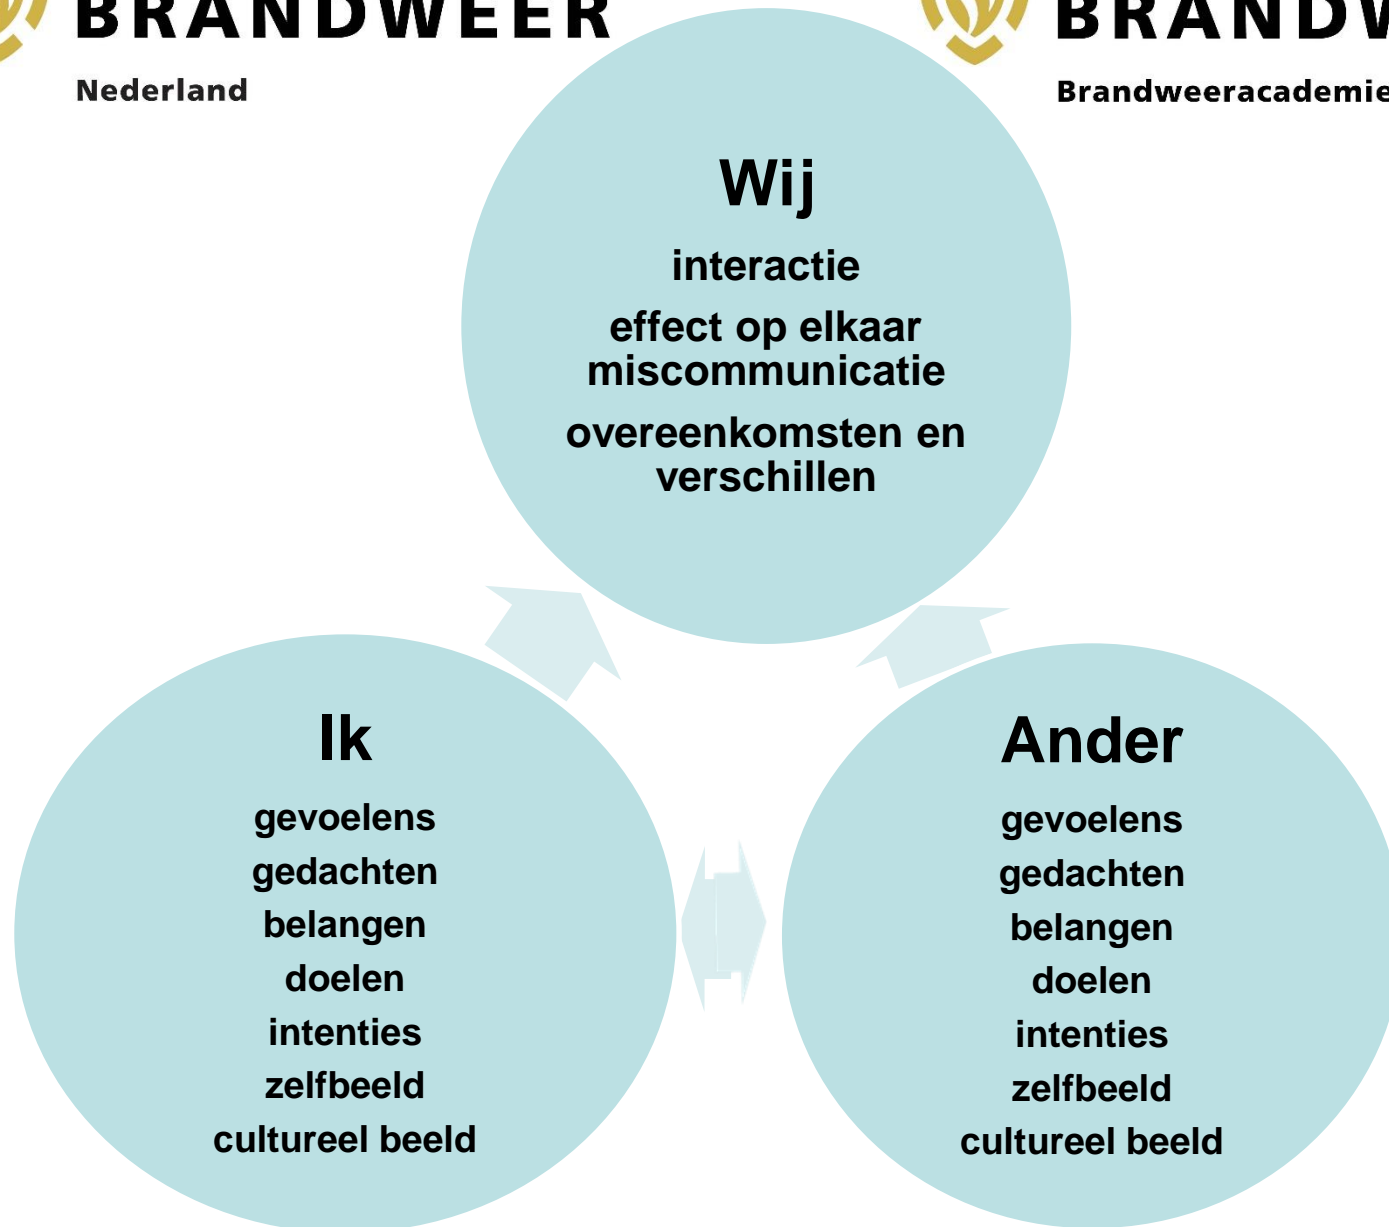 BRANDWEER
Nederland
Brandweeracademie
Wij
interactie
effect op elkaar
miscommunicatie
overeenkomsten en
verschillen
Ik
gevoelens
gedachten
belangen
doelen
intenties
zelfbeeld
cultureel beeld
Ander
gevoelens
gedachten
belangen
doelen
intenties
zelfbeeld
cultureel beeld